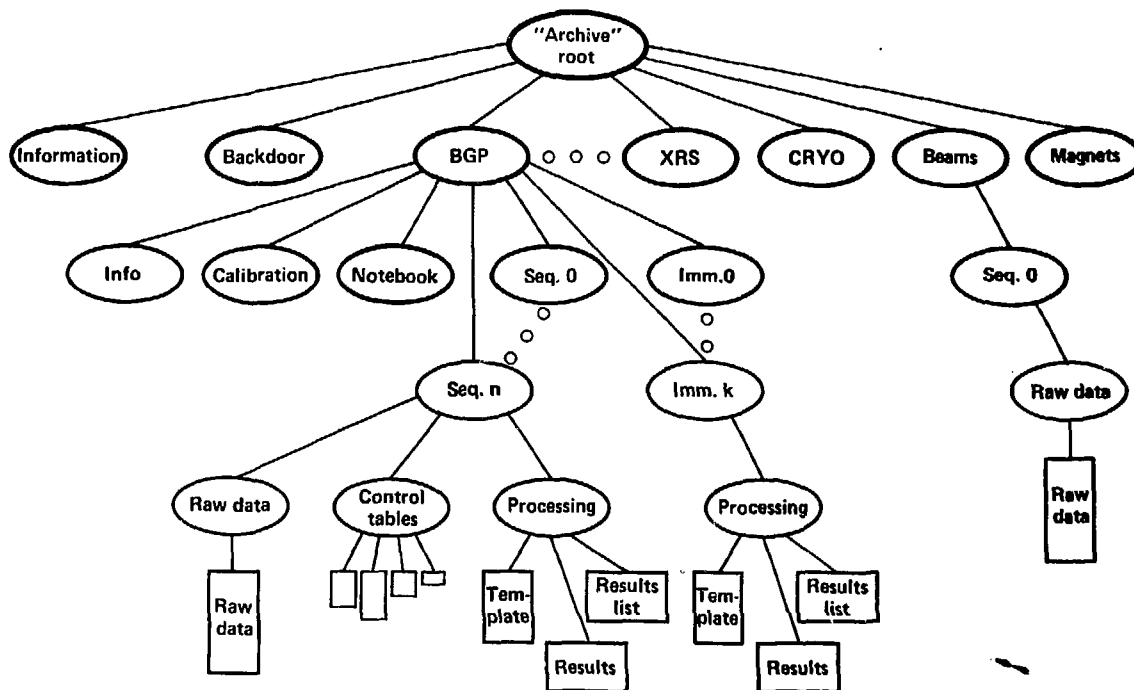 "Archive"
root
Information
Backdoor
BGP
XRS
CRYO
Beams
Magnets
Info
Calibration
Notebook
Seq. 0
Imm.0
Seq. 0
Seq. n
Imm. k
Raw data
Raw data
Control
tables
Processing
Processing
Raw
data
Raw
data
Tem-
plate
Results
list
Tem-
plate
Results
list
Results
Results